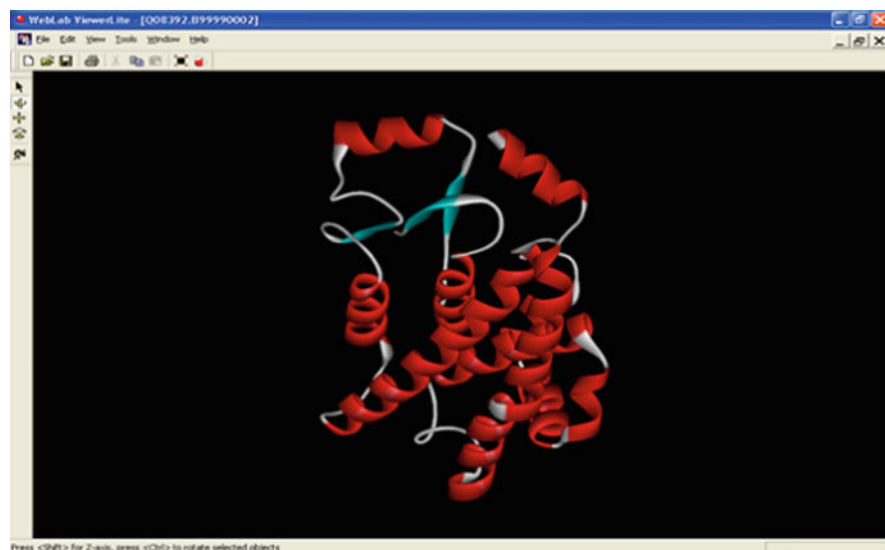 WebLab ViewerLite - [Q08392.B99990002]
File Edit View Tools Window Help
Press <Shift> for Z-axis, press <Ctrl> to rotate selected objects